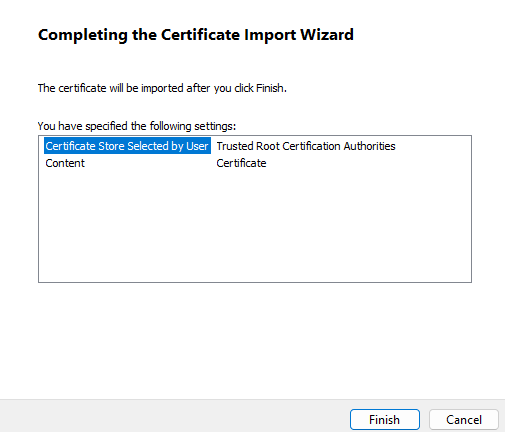 Completing the Certificate Import Wizard
The certificate will be imported after you click Finish.
You have specified the following settings:
Certificate Store Selected by User Trusted Root Certification Authorities
Content Certificate
Finish Cancel